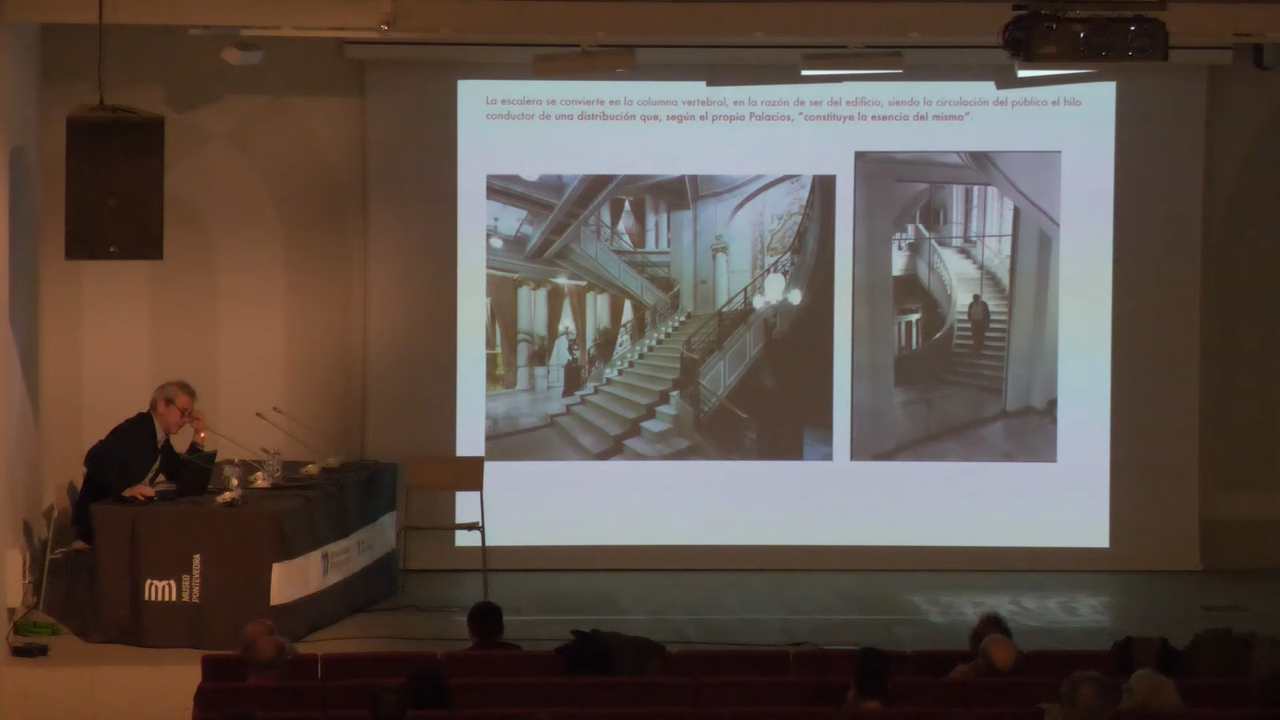 La escalera se convierte en la columna vertebral, en la razón de ser del edificio, siendo la circulación del público el hilo
conductor de una distribución que, según el propio Palacios, "constituye la esencia del mismo".
MUSEO
PONTEVEDRA